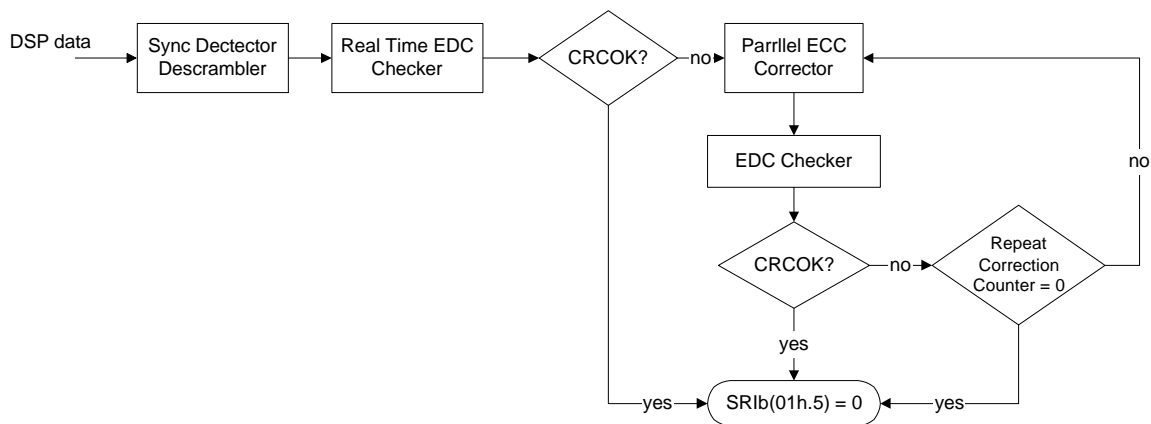 DSP data
Sync Dectector
Descrambler
Real Time EDC
Checker
CRCOK?
no
Parrllel ECC
Corrector
EDC Checker
no
CRCOK?
no
Repeat
Correction
Counter = 0
yes
yes
SRIb(01h.5) = 0
yes